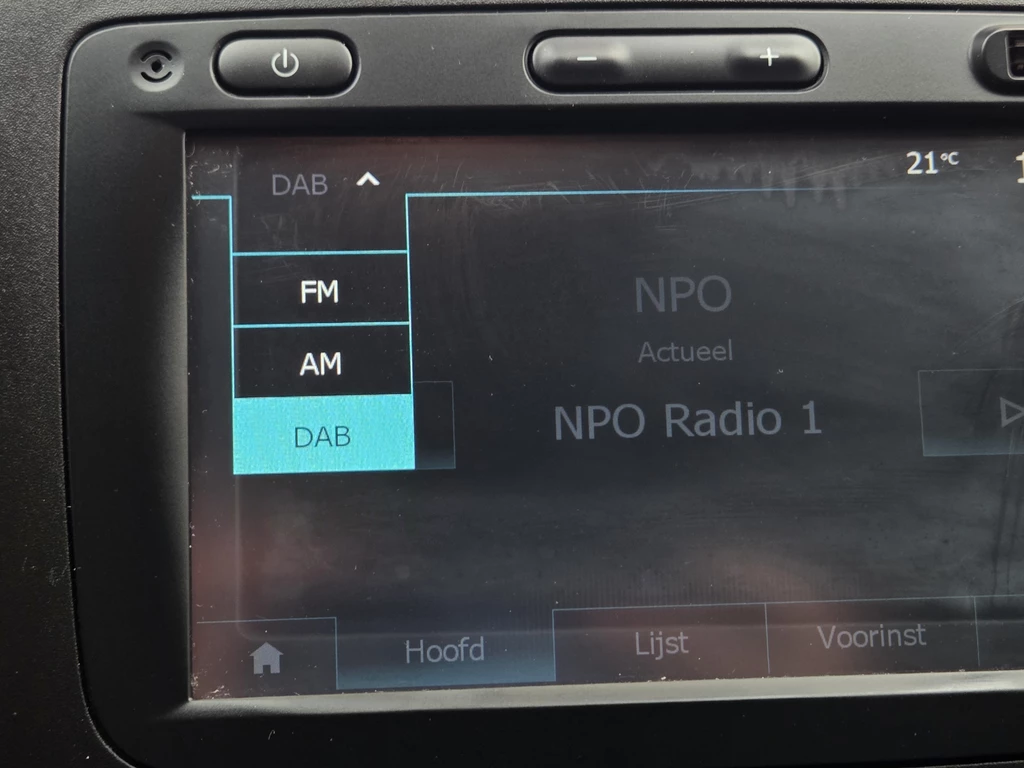 DAB
21°C
FM
AM
DAB
NPO
Actueel
NPO Radio 1
Hoofd
Lijst
Voorinst